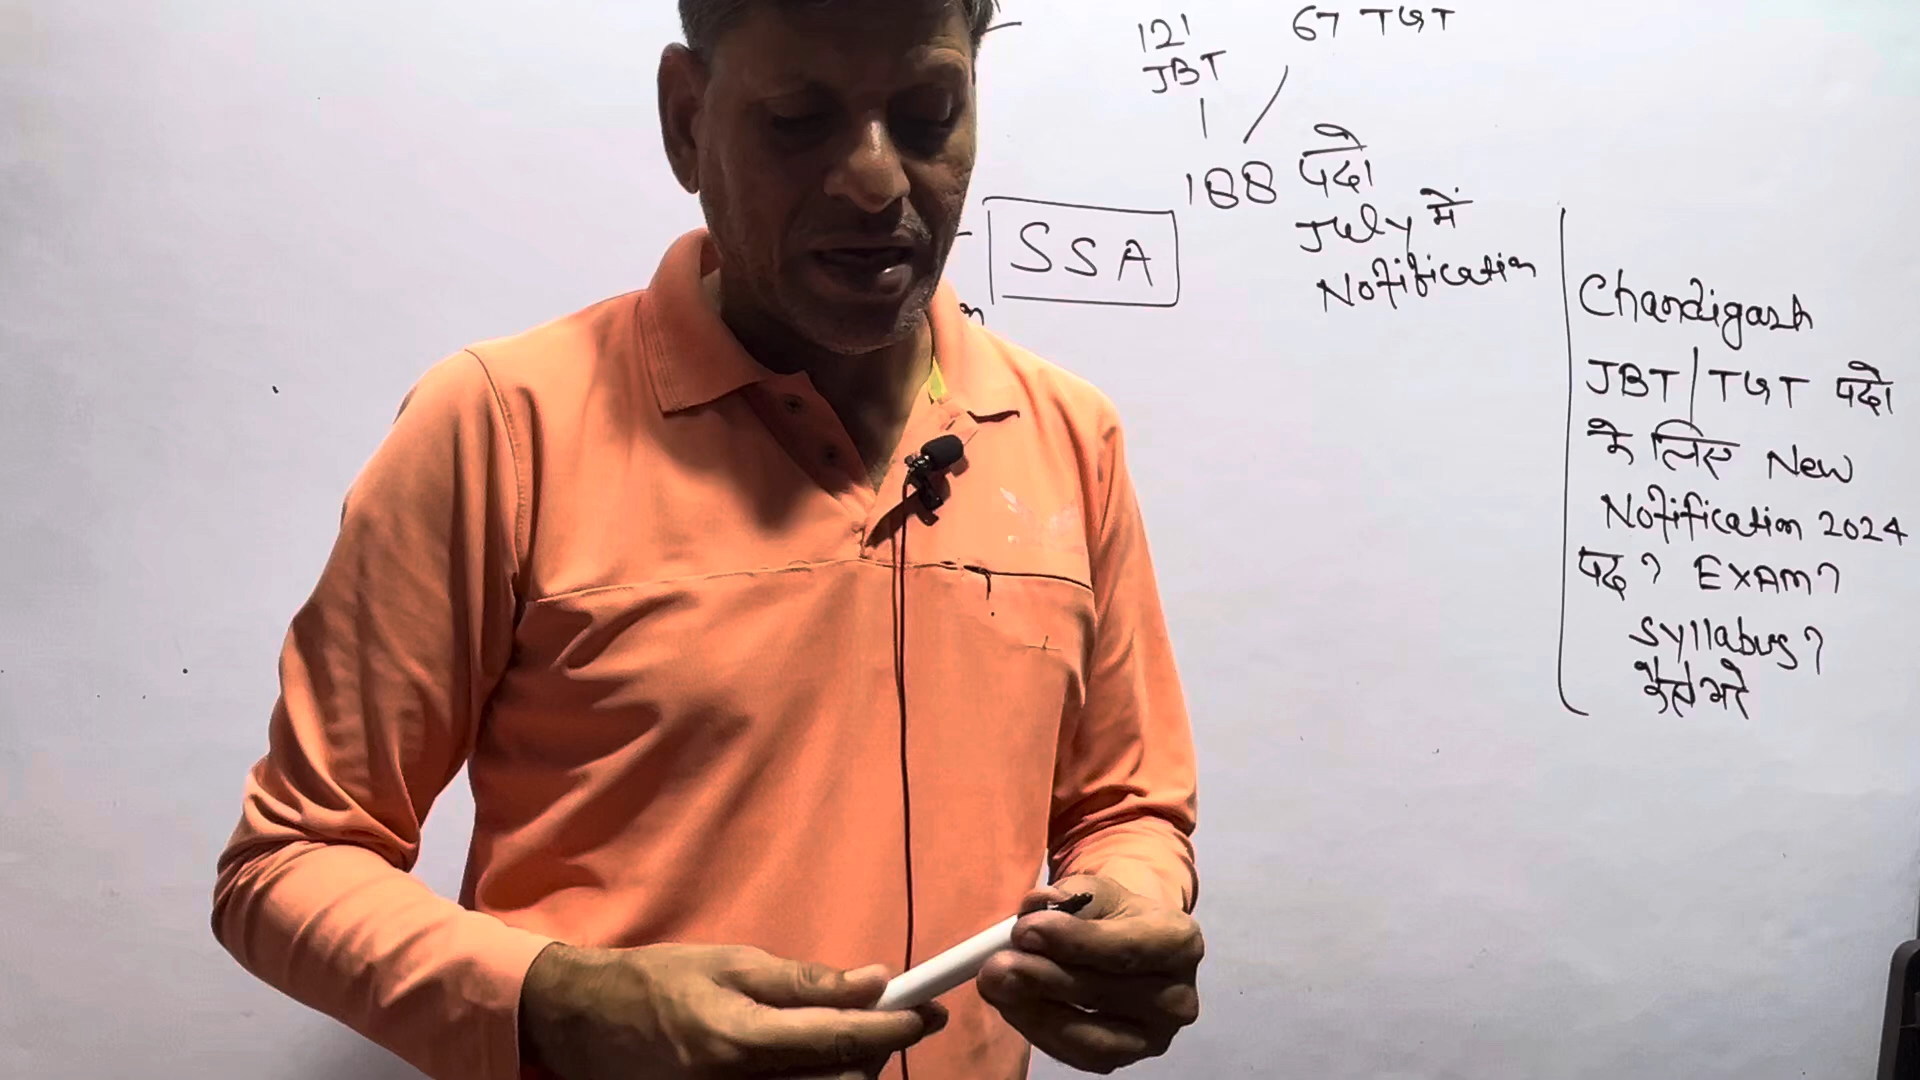 121
JBT
67 TGT
188 पदो
July में
Notification
SSA
Chandigarh
JBT/TGT पदो
के लिए New
Notification 2024
पद? EXAM?
Syllabus?
कैसे भरे